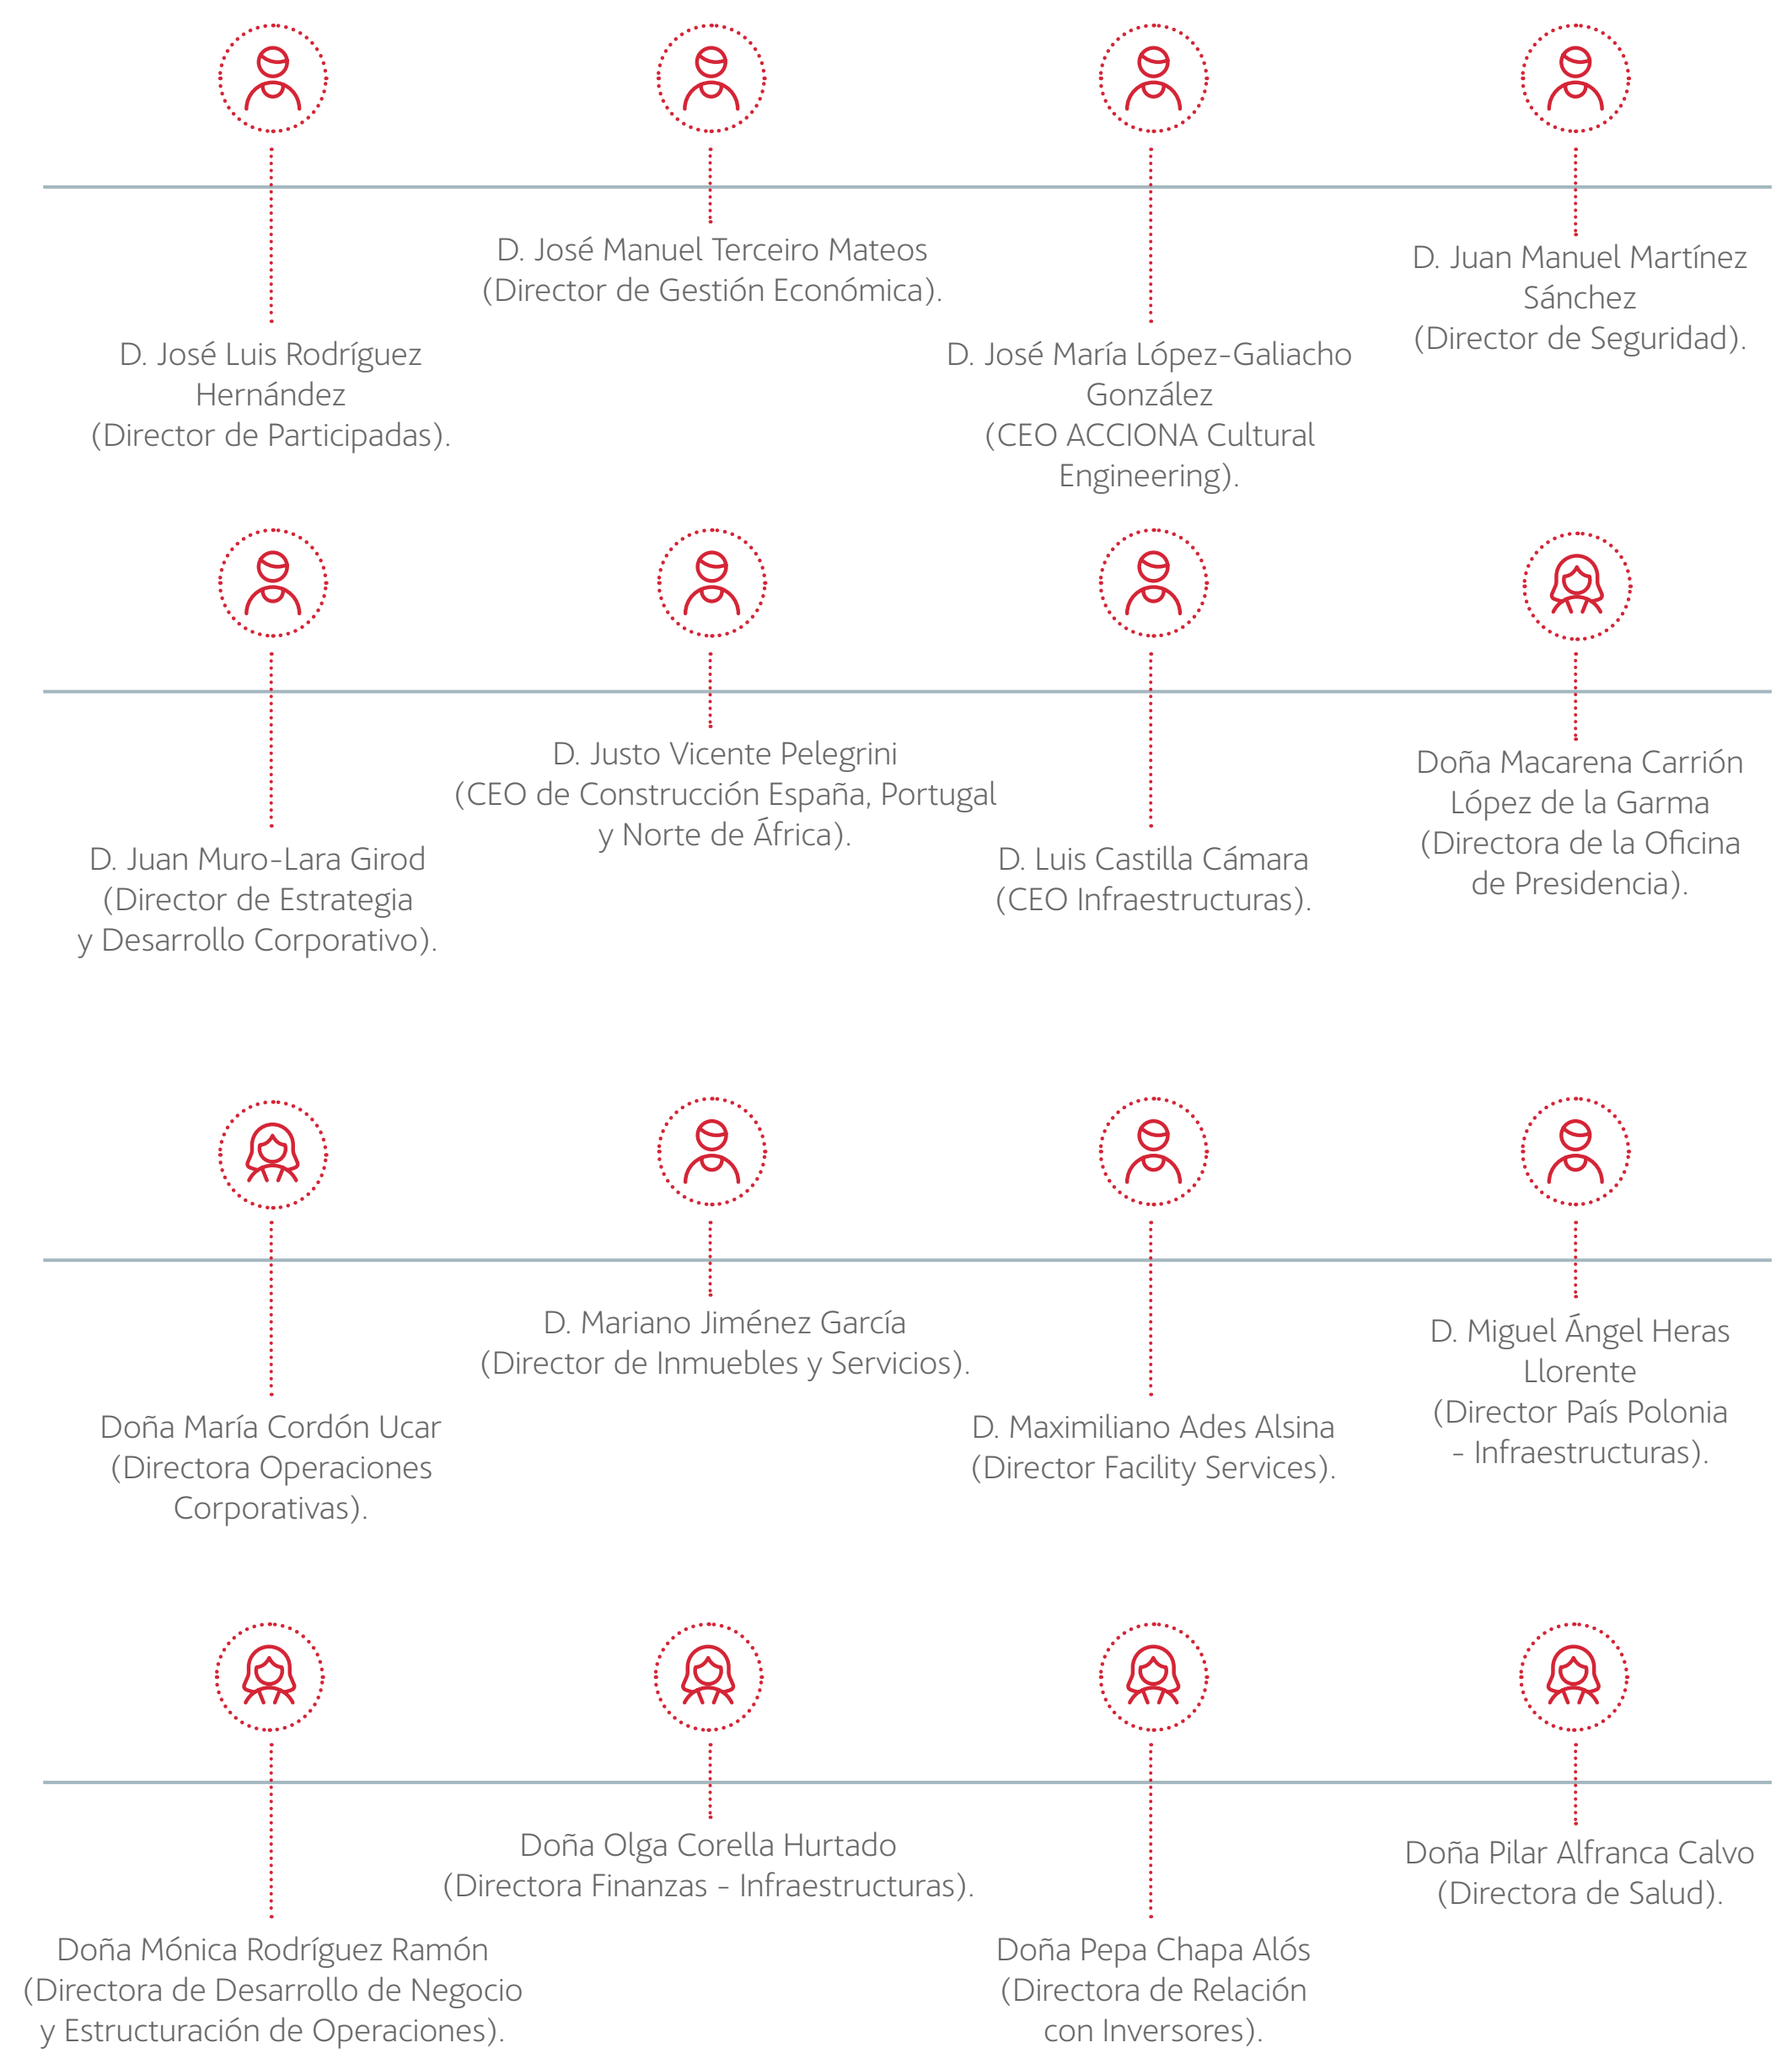 D. José Luis Rodríguez
Hernández
(Director de Participadas).
D. José Manuel Terceiro Mateos
(Director de Gestión Económica).
D. José María López-Galiacho
González
(CEO ACCIONA Cultural
Engineering).
D. Juan Manuel Martínez
Sánchez
(Director de Seguridad).
D. Juan Muro-Lara Girod
(Director de Estrategia
y Desarrollo Corporativo).
D. Justo Vicente Pelegrini
(CEO de Construcción España, Portugal
y Norte de África).
D. Luis Castilla Cámara
(CEO Infraestructuras).
Doña Macarena Carrión
López de la Garma
(Directora de la Oficina
de Presidencia).
Doña María Cordón Ucar
(Directora Operaciones
Corporativas).
D. Mariano Jiménez García
(Director de Inmuebles y Servicios).
D. Maximiliano Ades Alsina
(Director Facility Services).
D. Miguel Ángel Heras
Llorente
(Director País Polonia
- Infraestructuras).
Doña Mónica Rodríguez Ramón
(Directora de Desarrollo de Negocio
y Estructuración de Operaciones).
Doña Olga Corella Hurtado
(Directora Finanzas - Infraestructuras).
Doña Pepa Chapa Alós
(Directora de Relación
con Inversores).
Doña Pilar Alfranca Calvo
(Directora de Salud).